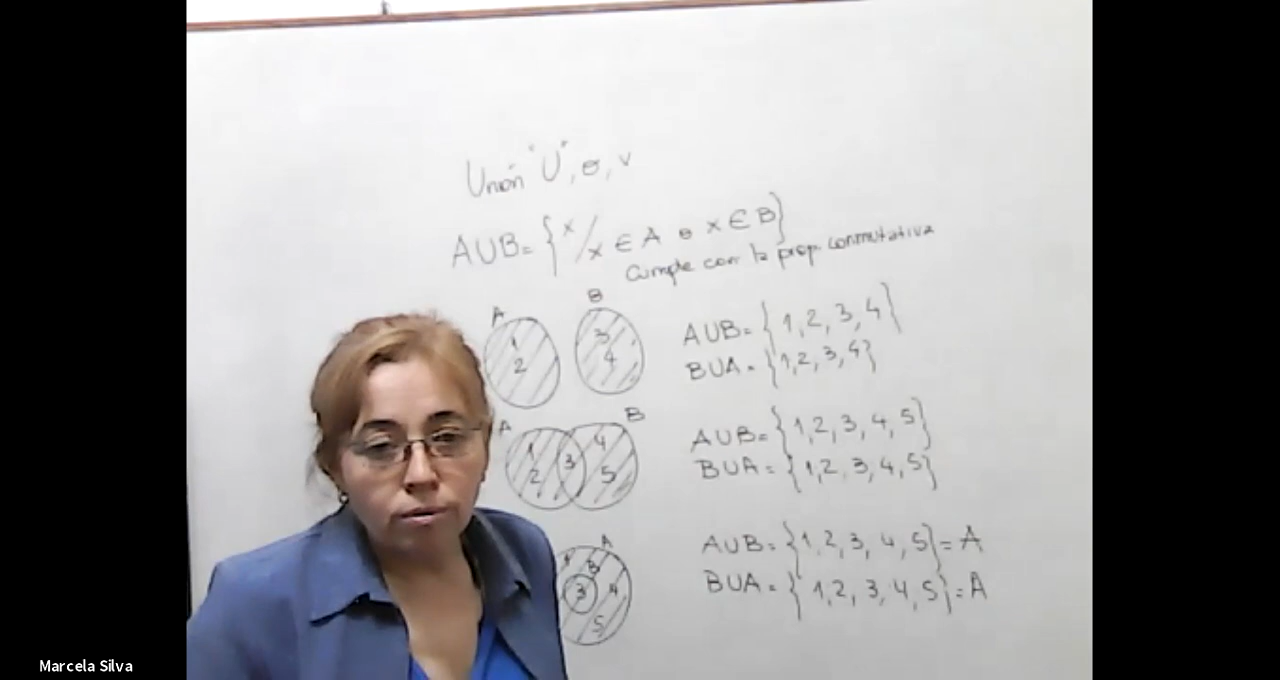 Unión "U", o, v
AUB= {x/x ∈ A o x ∈ B}
Cumple con la prop. conmutativa
A B
1 3
2 4
AUB= {1,2,3,4}
BUA= {1,2,3,4}
A B
1 4
2 3 5
AUB= {1,2,3,4,5}
BUA= {1,2,3,4,5}
A
1 B
3 4
5
AUB= {1,2,3,4,5}=A
BUA= {1,2,3,4,5}=A
Marcela Silva